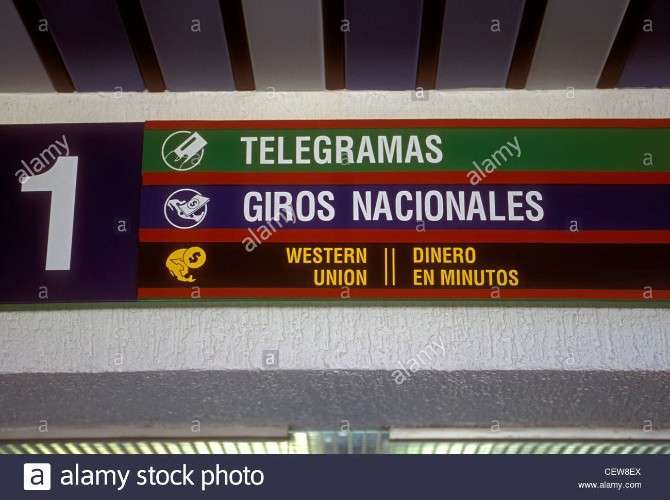 1
TELEGRAMAS
GIROS NACIONALES
WESTERN UNION || DINERO EN MINUTOS
$
alamy
a
a alamy stock photo
CEW8EX
www.alamy.com